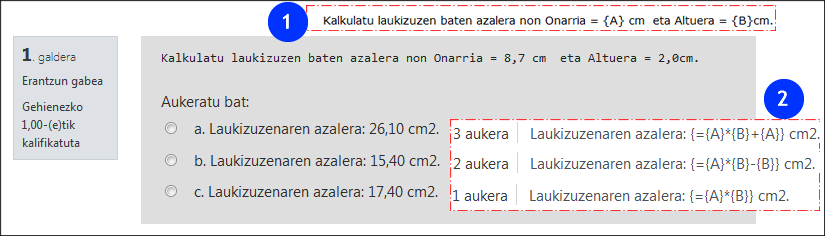 1 Kalkulatu laukizuzen baten azalera non Onarria = {A} cm eta Altuera = {B}cm.
1. galdera
Erantzun gabea
Gehienezko
1,00-(e)tik
kalifikatuta
Kalkulatu laukizuzen baten azalera non Onarria = 8,7 cm eta Altuera = 2,0cm.
2
Aukeratu bat:
a. Laukizuzenaren azalera: 26,10 cm2. 3 aukera Laukizuzenaren azalera: {={A}*{B}+{A}} cm2.
b. Laukizuzenaren azalera: 15,40 cm2. 2 aukera Laukizuzenaren azalera: {={A}*{B}-{B}} cm2.
c. Laukizuzenaren azalera: 17,40 cm2. 1 aukera Laukizuzenaren azalera: {={A}*{B}} cm2.